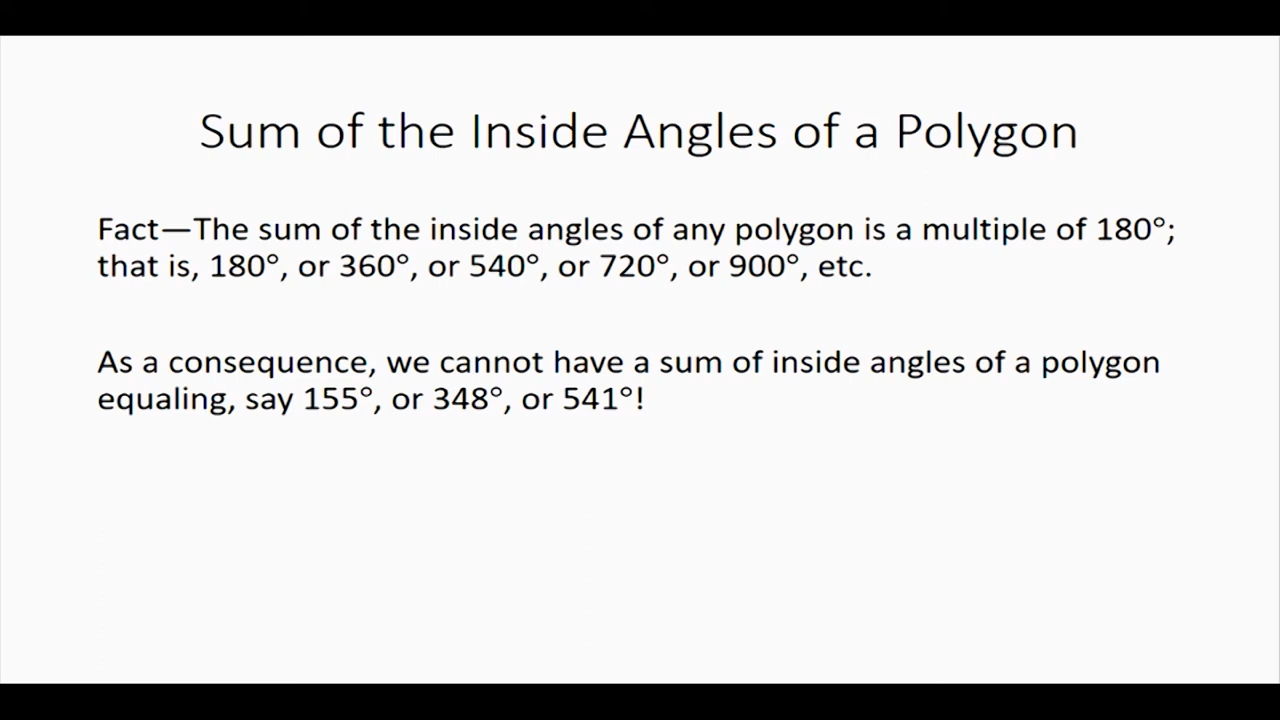 Sum of the Inside Angles of a Polygon
Fact—The sum of the inside angles of any polygon is a multiple of 180°;
that is, 180°, or 360°, or 540°, or 720°, or 900°, etc.
As a consequence, we cannot have a sum of inside angles of a polygon
equaling, say 155°, or 348°, or 541°!